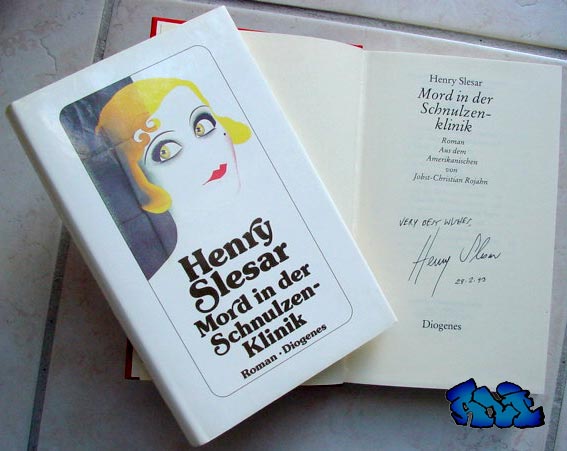 Henry
Slesar
Mord in der
Schnulzen-
Klinik
Roman · Diogenes
Henry Slesar
Mord in der
Schnulzen-
klinik
Roman
Aus dem
Amerikanischen
von
Jobst-Christian Rojahn
VERY BEST WISHES,
Henry Slesar
Diogenes